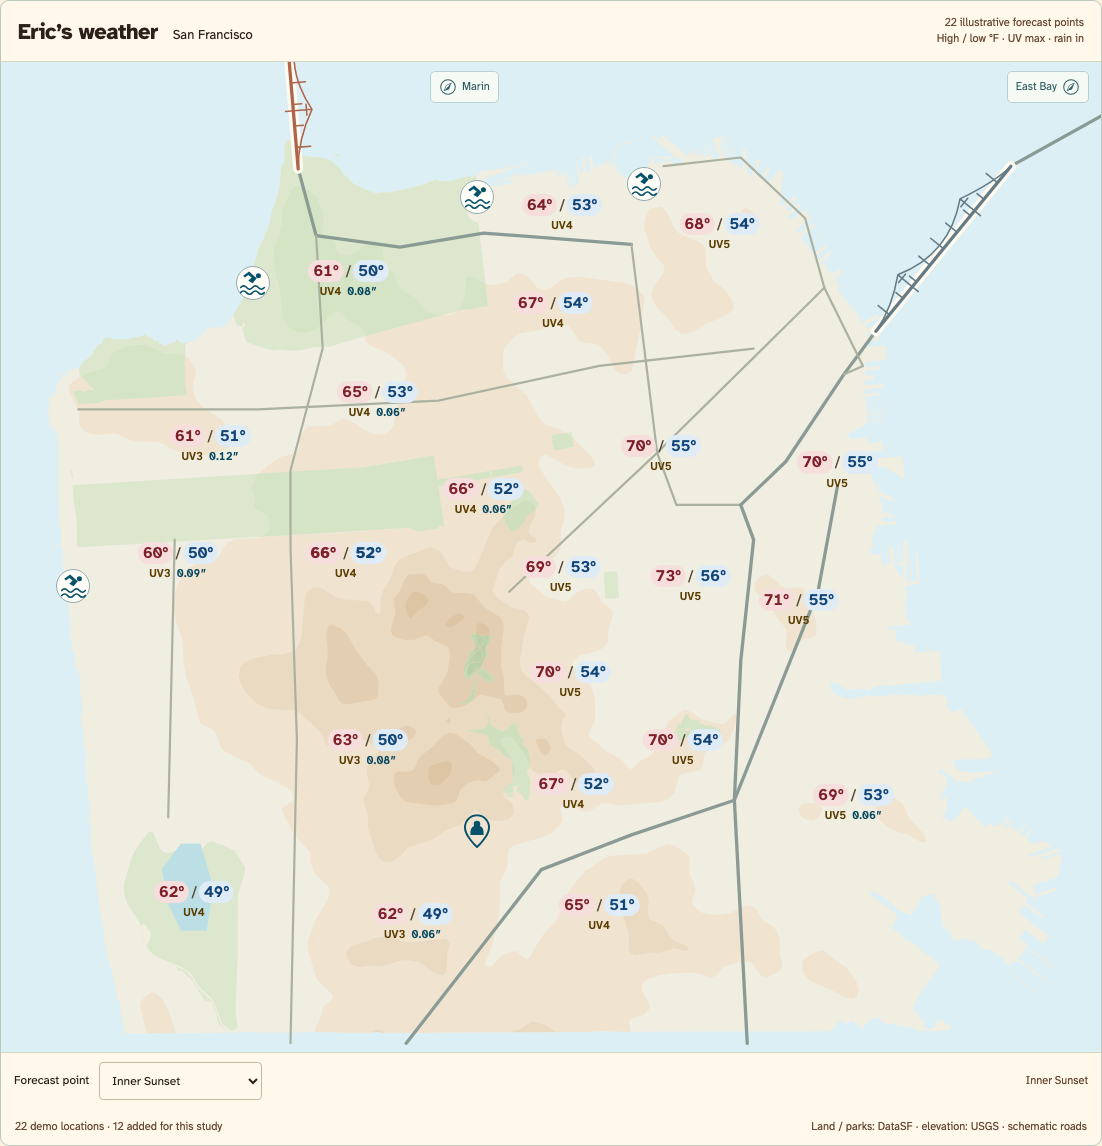 Eric's weather San Francisco
22 illustrative forecast points
High / low °F · UV max · rain in
Marin
East Bay
64° / 53°
UV4
68° / 54°
UV5
61° / 50°
UV4 0.08″
67° / 54°
UV4
65° / 53°
UV4 0.06″
61° / 51°
UV3 0.12″
70° / 55°
UV5
70° / 55°
UV5
66° / 52°
UV4 0.06″
60° / 50°
UV3 0.09″
66° / 52°
UV4
69° / 53°
UV5
73° / 56°
UV5
71° / 55°
UV5
70° / 54°
UV5
63° / 50°
UV3 0.08″
70° / 54°
UV5
67° / 52°
UV4
69° / 53°
UV5 0.06″
62° / 49°
UV4
62° / 49°
UV3 0.06″
65° / 51°
UV4
Forecast point Inner Sunset
Inner Sunset
22 demo locations · 12 added for this study
Land / parks: DataSF · elevation: USGS · schematic roads